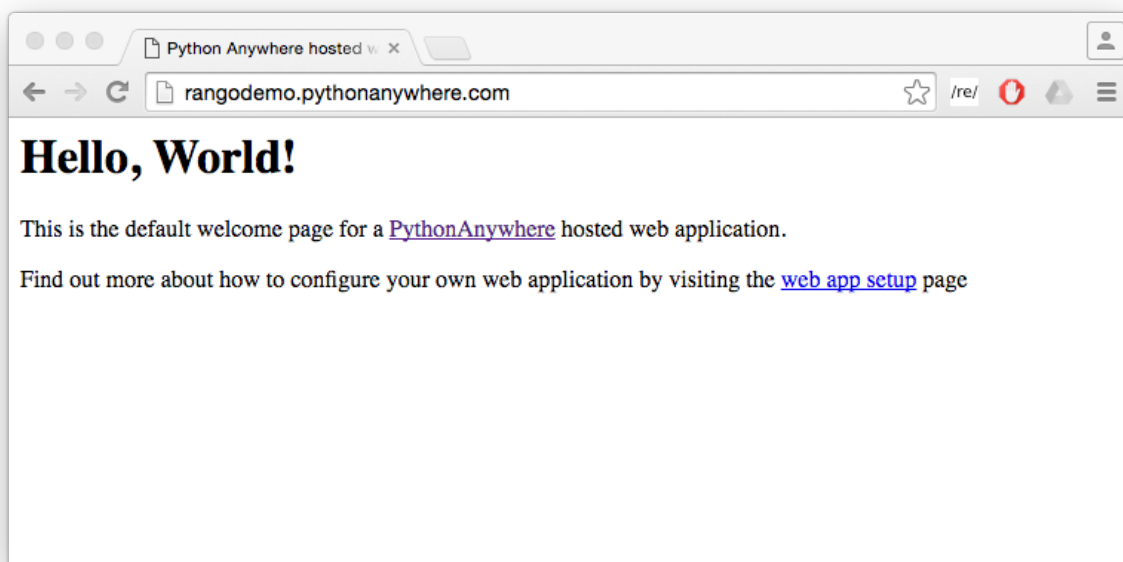 Python Anywhere hosted w
rangodemo.pythonanywhere.com
/re/
Hello, World!
This is the default welcome page for a PythonAnywhere hosted web application.
Find out more about how to configure your own web application by visiting the web app setup page